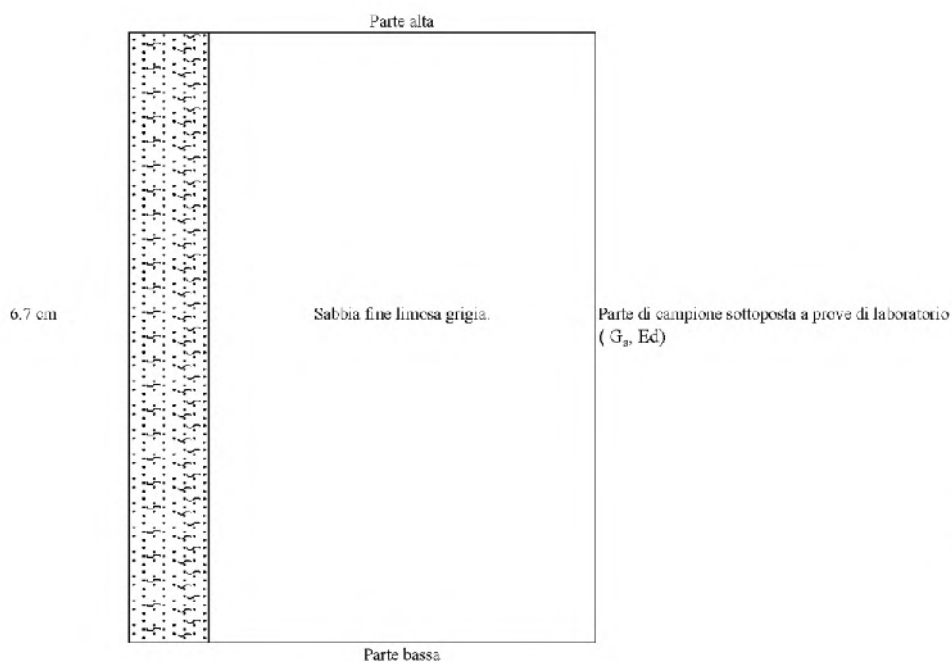 Parte alta
6.7 cm
Sabbia fine limosa grigia.
Parte di campione sottoposta a prove di laboratorio
( Gs, Ed)
Parte bassa